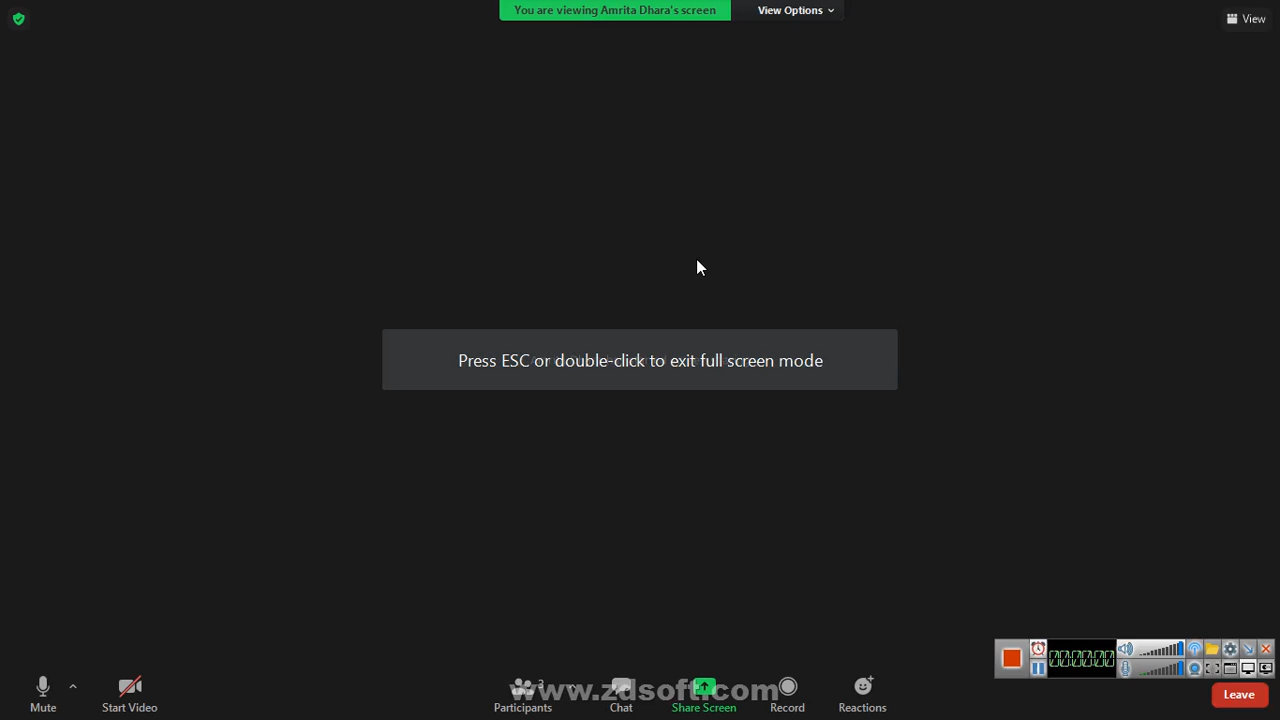 You are viewing Amrita Dhara's screen
View Options
View
Press ESC or double-click to exit full screen mode
Mute
Start Video
3
Participants
Chat
Share Screen
Record
Reactions
www.zdsoft.com
Leave